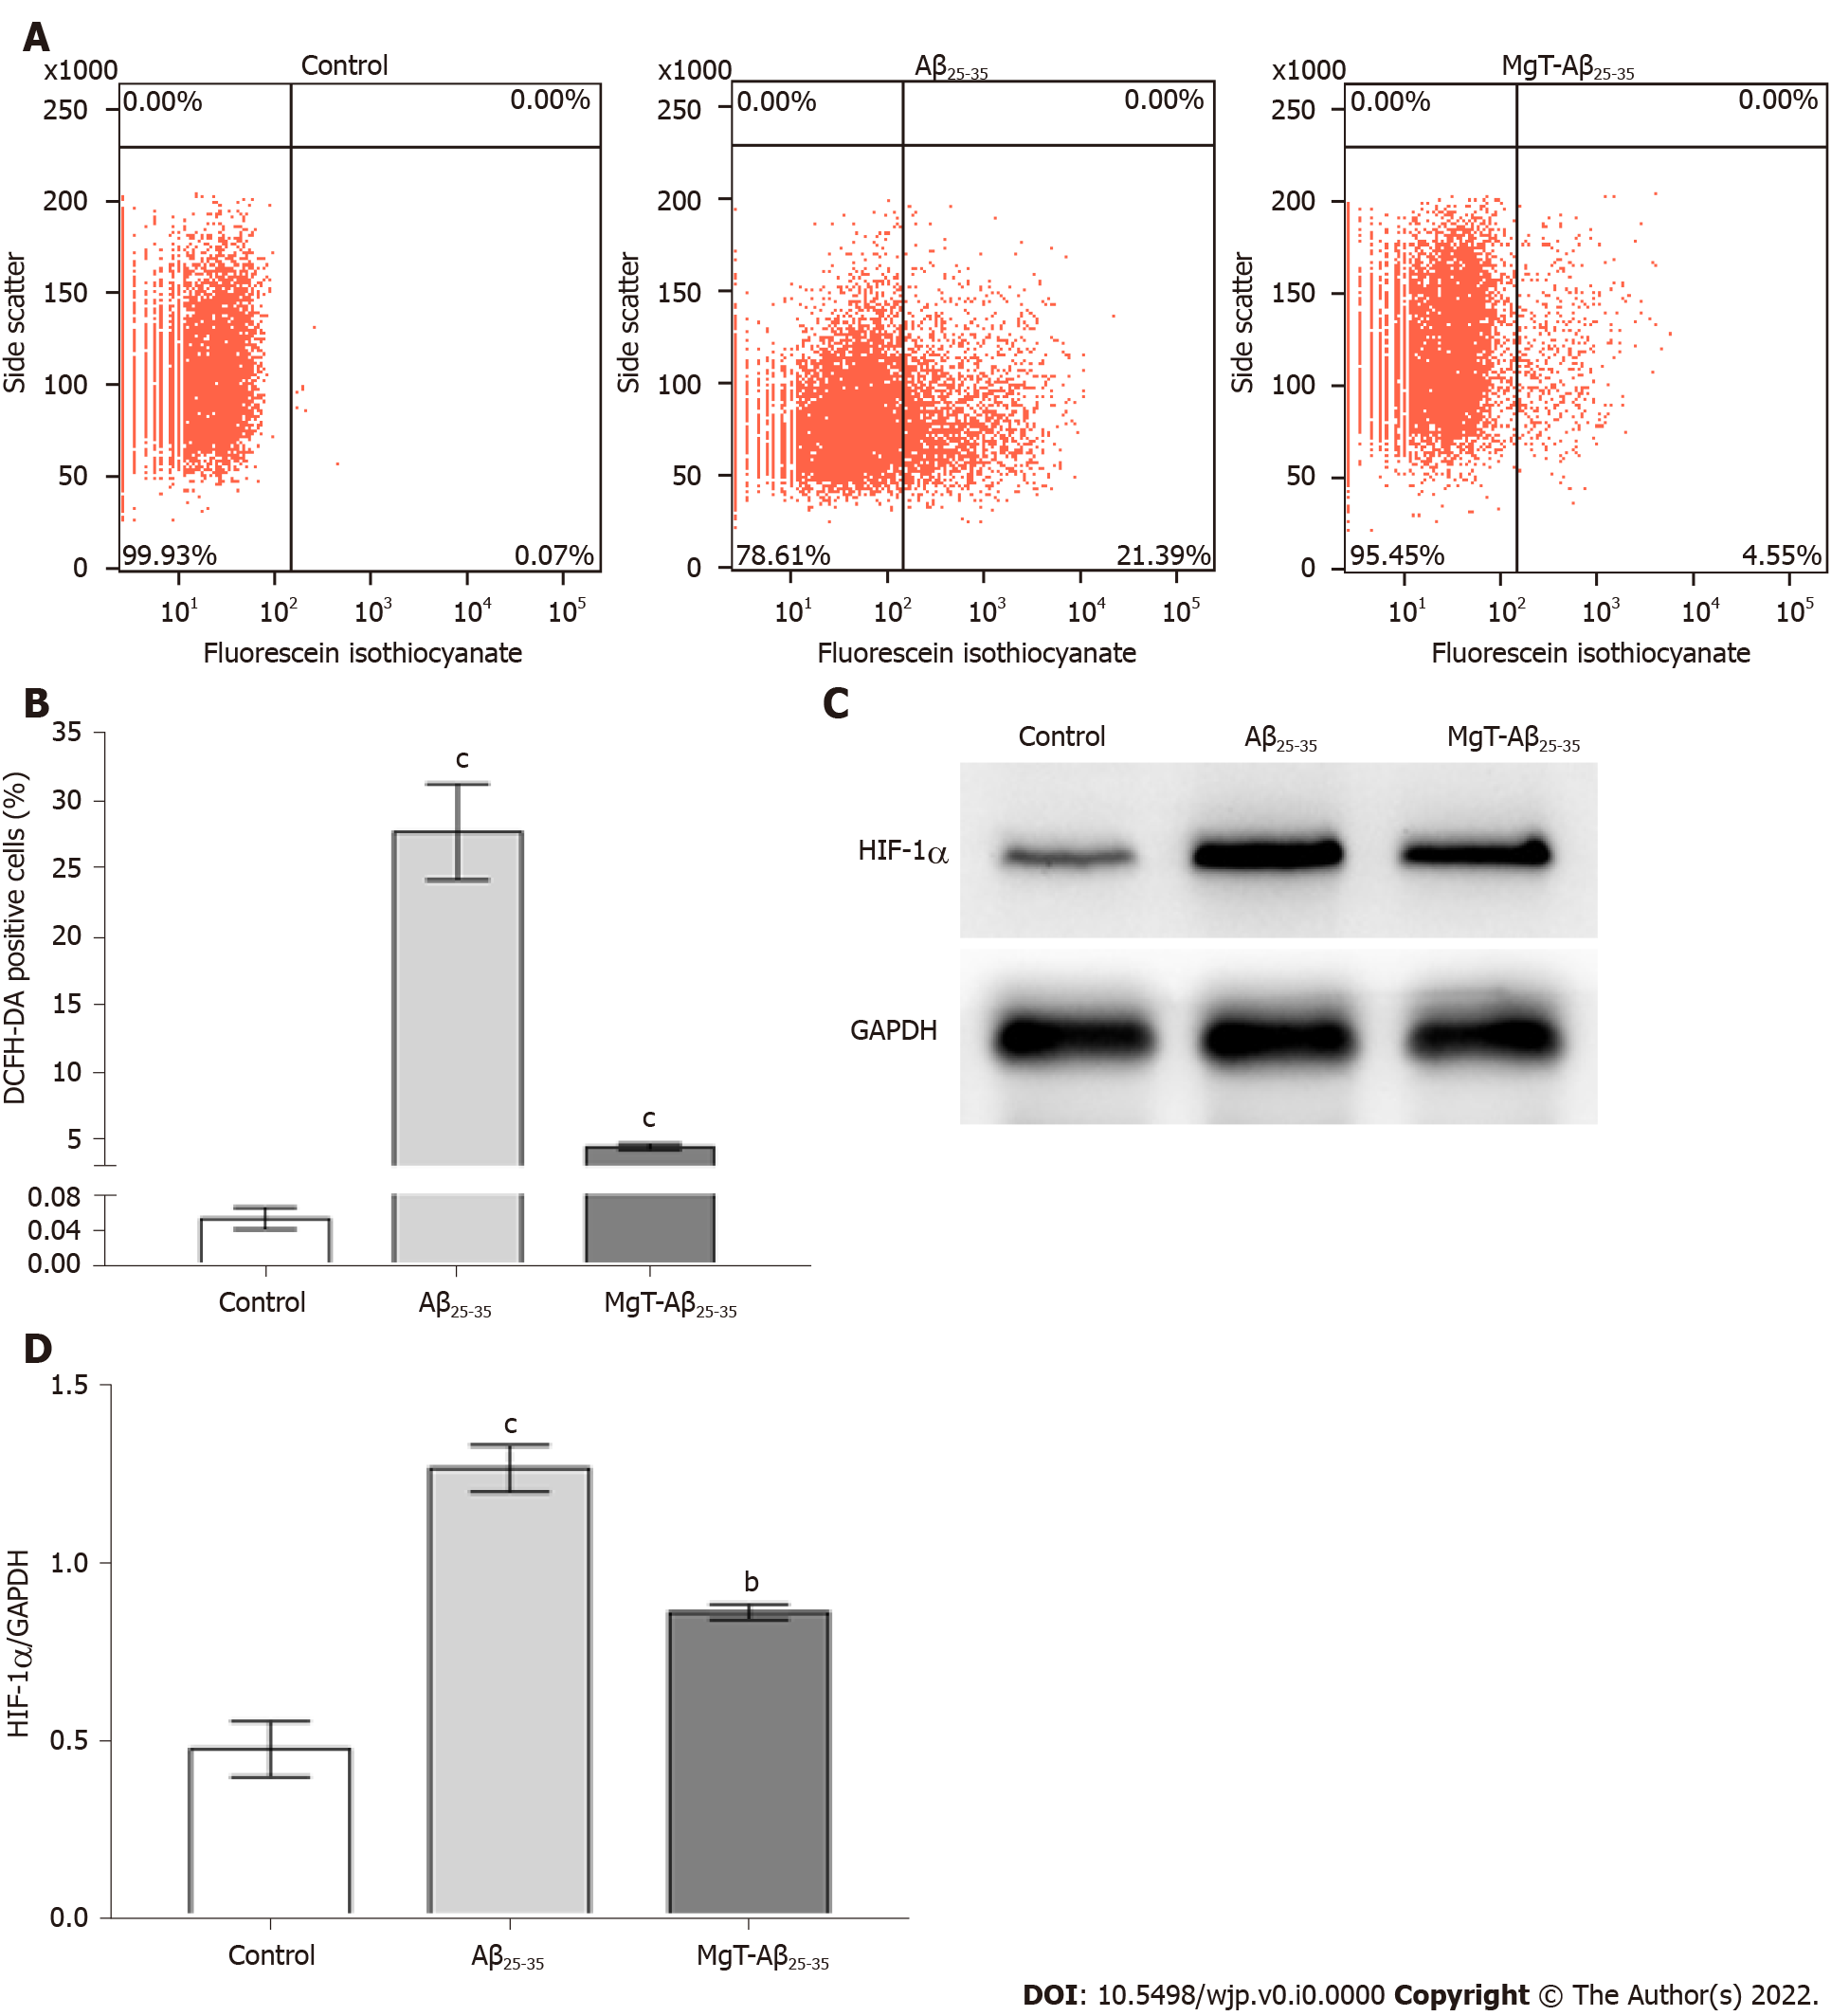 A
Control
x1000
250
200
150
100
50
0
Side scatter
0.00%
0.00%
99.93%
0.07%
10¹ 10² 10³ 10⁴ 10⁵
Fluorescein isothiocyanate
Aβ₂₅₋₃₅
x1000
250
200
150
100
50
0
Side scatter
0.00%
0.00%
78.61%
21.39%
10¹ 10² 10³ 10⁴ 10⁵
Fluorescein isothiocyanate
MgT-Aβ₂₅₋₃₅
x1000
250
200
150
100
50
0
Side scatter
0.00%
0.00%
95.45%
4.55%
10¹ 10² 10³ 10⁴ 10⁵
Fluorescein isothiocyanate
B
DCFH-DA positive cells (%)
35
30
25
20
15
10
5
0.08
0.04
0.00
c
c
Control Aβ₂₅₋₃₅ MgT-Aβ₂₅₋₃₅
C
Control Aβ₂₅₋₃₅ MgT-Aβ₂₅₋₃₅
HIF-1α
GAPDH
D
HIF-1α/GAPDH
1.5
1.0
0.5
0.0
c
b
Control Aβ₂₅₋₃₅ MgT-Aβ₂₅₋₃₅
DOI: 10.5498/wjp.v0.i0.0000 Copyright © The Author(s) 2022.